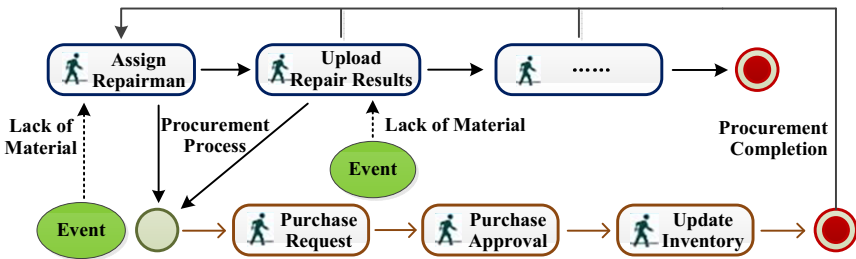 Assign
Repairman
Upload
Repair Results
......
Lack of
Material
Procurement
Process
Lack of Material
Procurement
Completion
Event
Event
Purchase
Request
Purchase
Approval
Update
Inventory